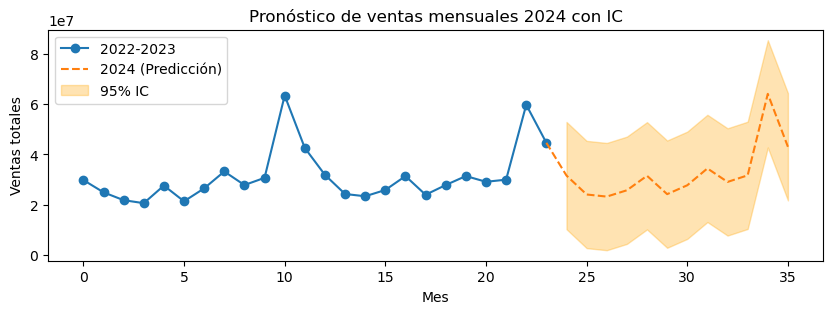 Pronóstico de ventas mensuales 2024 con IC
1e7
2022-2023
2024 (Predicción)
95% IC
Ventas totales
8
6
4
2
0
0 5 10 15 20 25 30 35
Mes